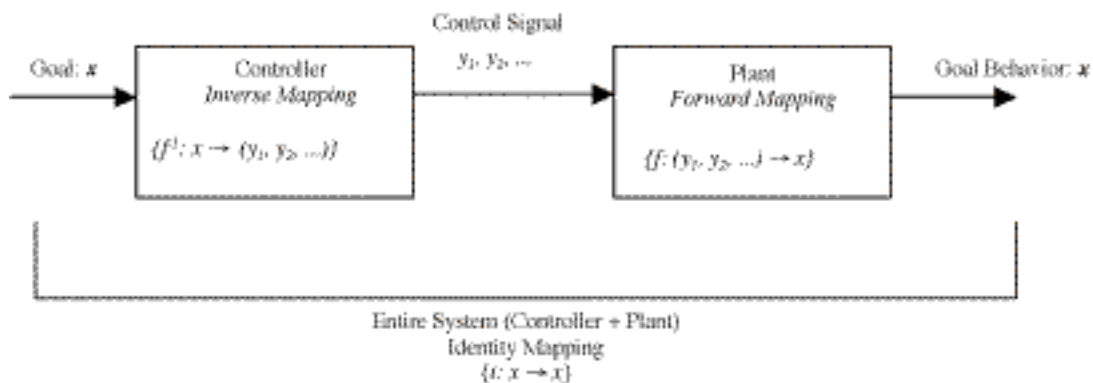 Control Signal
y₁, y₂, ...
Goal: x
Controller
Inverse Mapping
{f⁻¹: x → (y₁, y₂, ...)}
Plant
Forward Mapping
{f: (y₁, y₂, ...) → x}
Goal Behavior: x
Entire System (Controller + Plant)
Identity Mapping
{i: x → x}